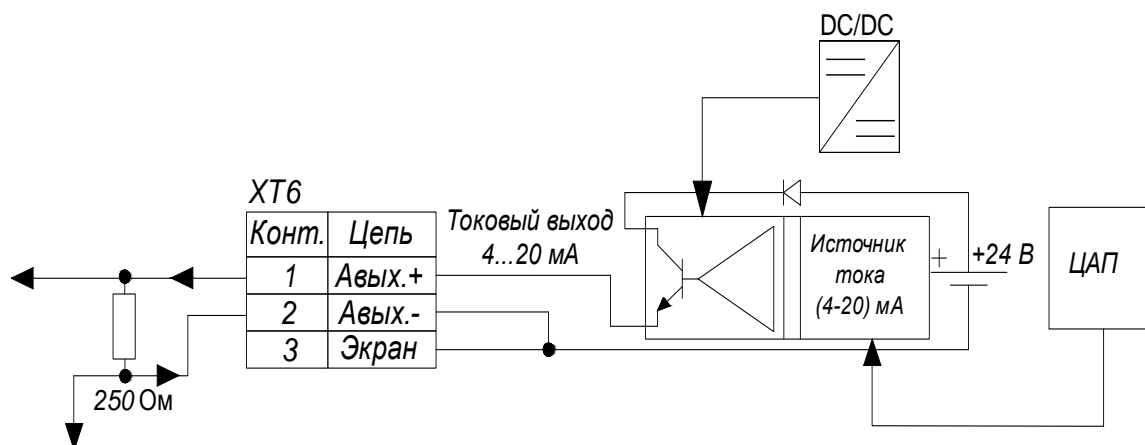 DC/DC
XT6
Конт. Цепь
1 Авых.+
2 Авых.-
3 Экран
Токовый выход
4...20 мА
Источник
тока
(4-20) мА
+
+24 В
ЦАП
250 Ом